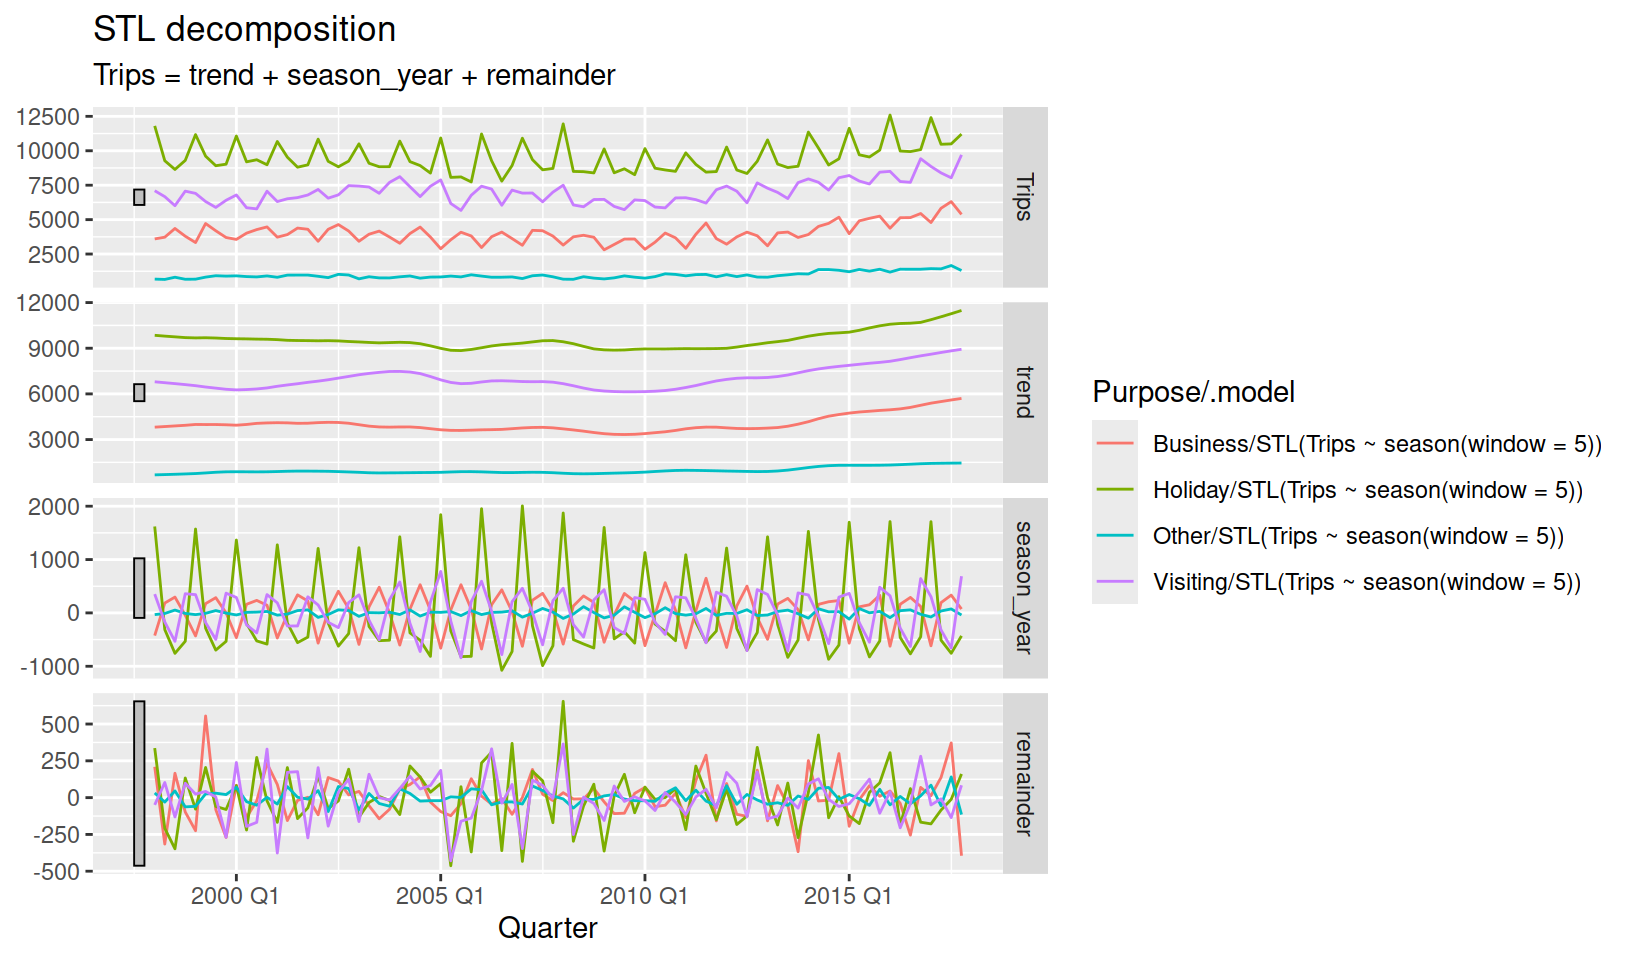 STL decomposition
Trips = trend + season_year + remainder
12500
10000
7500
5000
2500
Trips
12000
9000
6000
3000
trend
2000
1000
0
-1000
season_year
500
250
0
-250
-500
remainder
2000 Q1
2005 Q1
2010 Q1
2015 Q1
Quarter
Purpose/.model
Business/STL(Trips ~ season(window = 5))
Holiday/STL(Trips ~ season(window = 5))
Other/STL(Trips ~ season(window = 5))
Visiting/STL(Trips ~ season(window = 5))